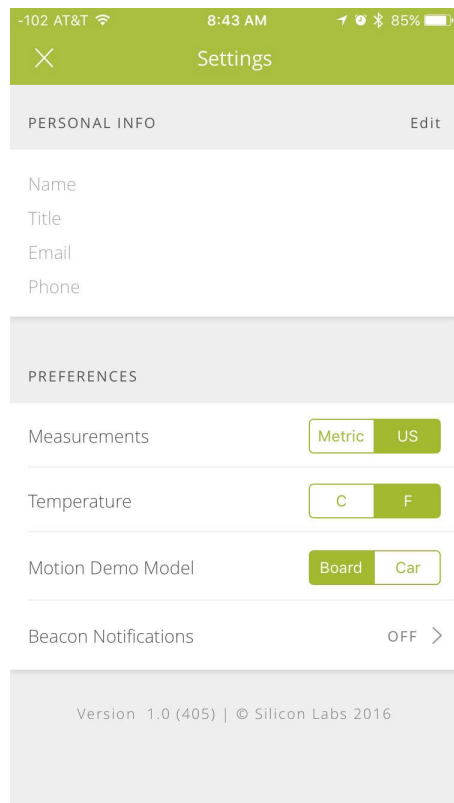 -102 AT&T 8:43 AM 85%
Settings
PERSONAL INFO Edit
Name
Title
Email
Phone
PREFERENCES
Measurements Metric US
Temperature C F
Motion Demo Model Board Car
Beacon Notifications OFF
Version 1.0 (405) | © Silicon Labs 2016